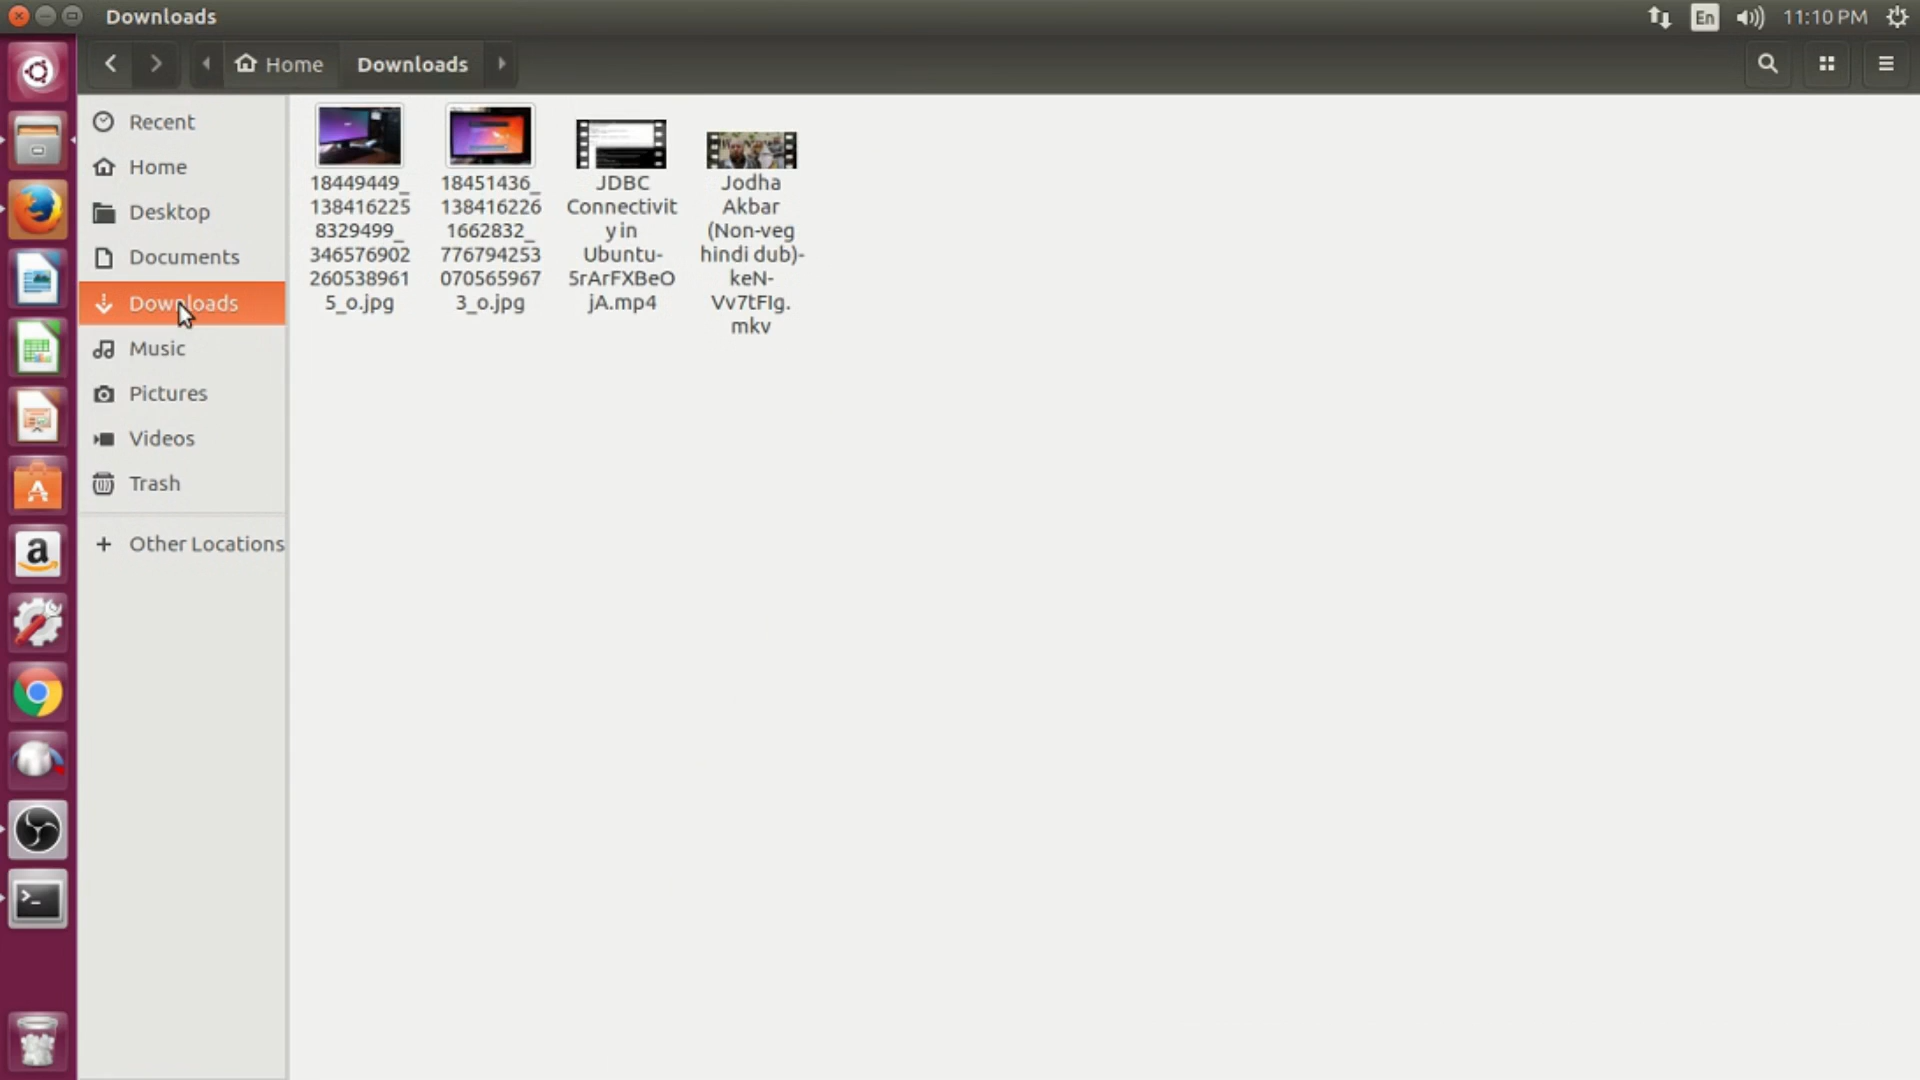 Downloads
En
11:10 PM
Home
Downloads
Recent
Home
Desktop
Documents
Downloads
Music
Pictures
Videos
Trash
Other Locations
18449449_
138416225
8329499_
346576902
260538961
5_o.jpg
18451436_
138416226
1662832_
776794253
070565967
3_o.jpg
JDBC
Connectivit
y in
Ubuntu-
5rArFXBeO
jA.mp4
Jodha
Akbar
(Non-veg
hindi dub)-
keN-
Vv7tFIg.
mkv